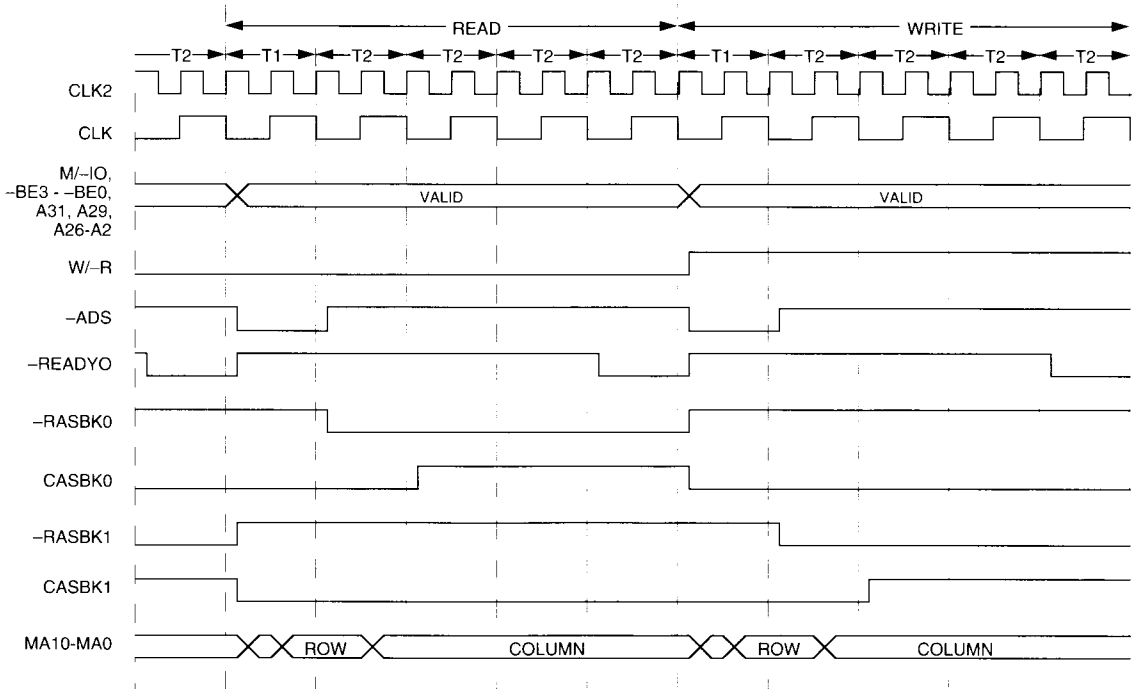 READ WRITE
T2 T1 T2 T2 T2 T2 T1 T2 T2 T2 T2
CLK2
CLK
M/–IO,
–BE3 - –BE0,
A31, A29,
A26-A2
VALID VALID
W/–R
–ADS
–READYO
–RASBK0
CASBK0
–RASBK1
CASBK1
MA10-MA0 ROW COLUMN ROW COLUMN